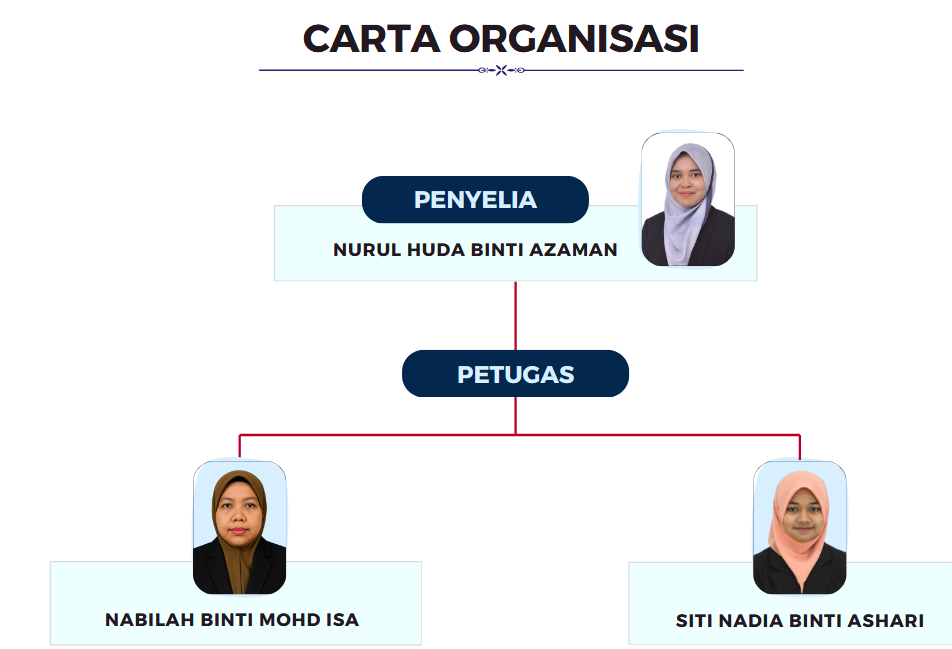 CARTA ORGANISASI
PENYELIA
NURUL HUDA BINTI AZAMAN
PETUGAS
NABILAH BINTI MOHD ISA
SITI NADIA BINTI ASHARI